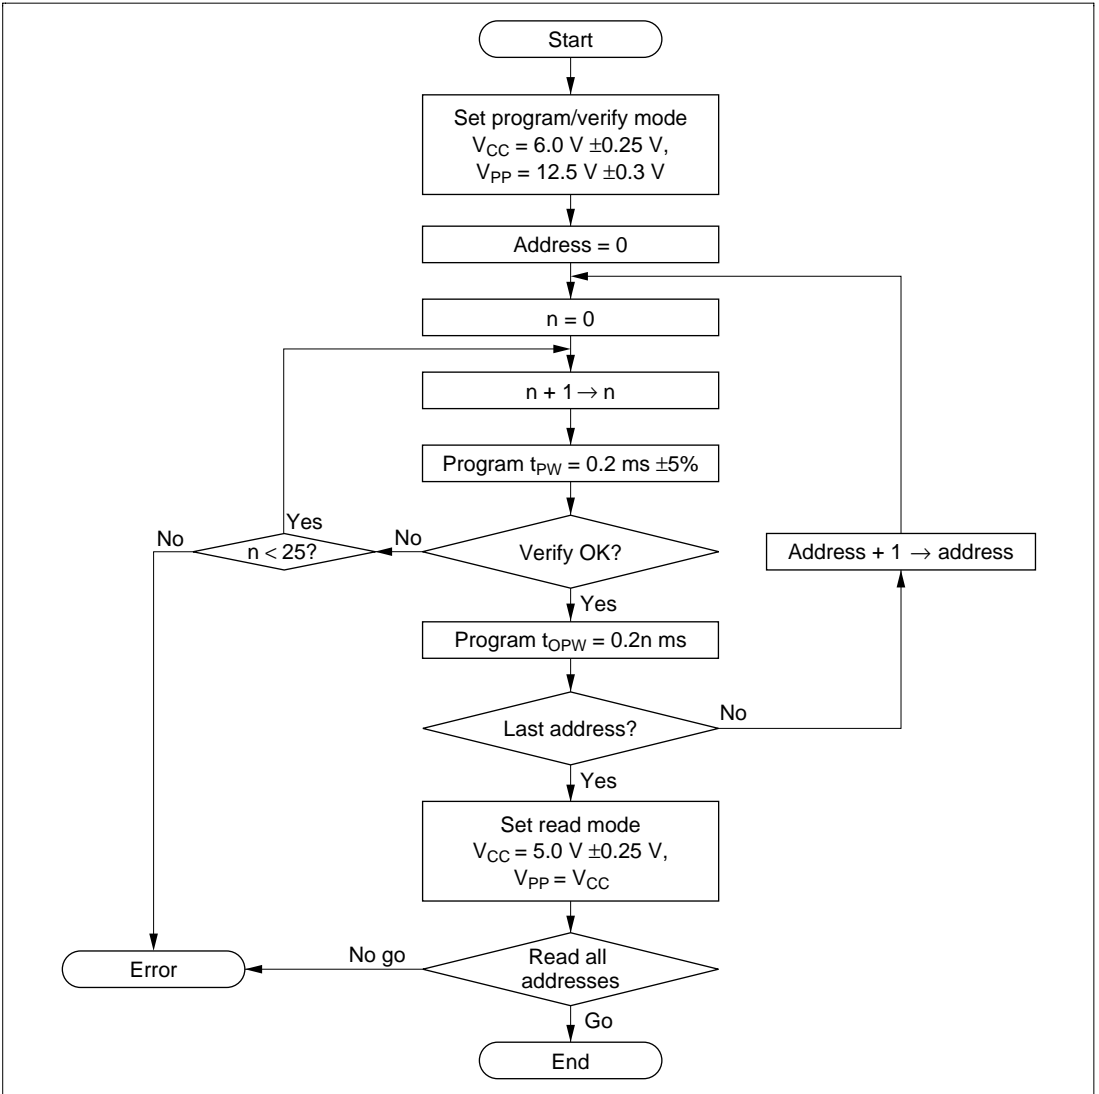 Start
Set program/verify mode
VCC = 6.0 V ±0.25 V,
VPP = 12.5 V ±0.3 V
Address = 0
n = 0
n + 1 → n
Program tPW = 0.2 ms ±5%
No
Yes
n < 25?
No
Verify OK?
Address + 1 → address
Yes
Program tOPW = 0.2n ms
Last address?
No
Yes
Set read mode
VCC = 5.0 V ±0.25 V,
VPP = VCC
Error
No go
Read all
addresses
Go
End